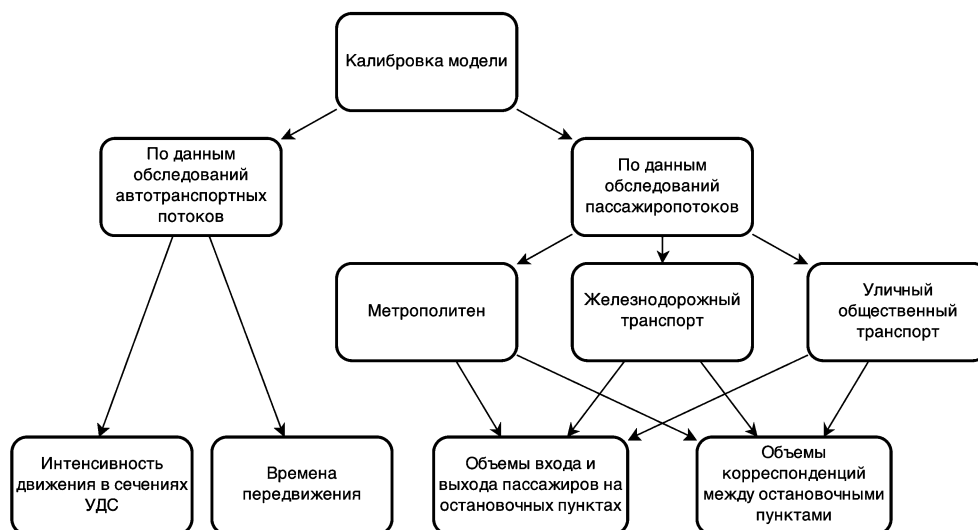 Калибровка модели
По данным
обследований
автотранспортных
потоков
По данным
обследований
пассажиропотоков
Метрополитен
Железнодорожный
транспорт
Уличный
общественный
транспорт
Интенсивность
движения в сечениях
УДС
Времена
передвижения
Объемы входа и
выхода пассажиров на
остановочных пунктах
Объемы
корреспонденций
между остановочными
пунктами